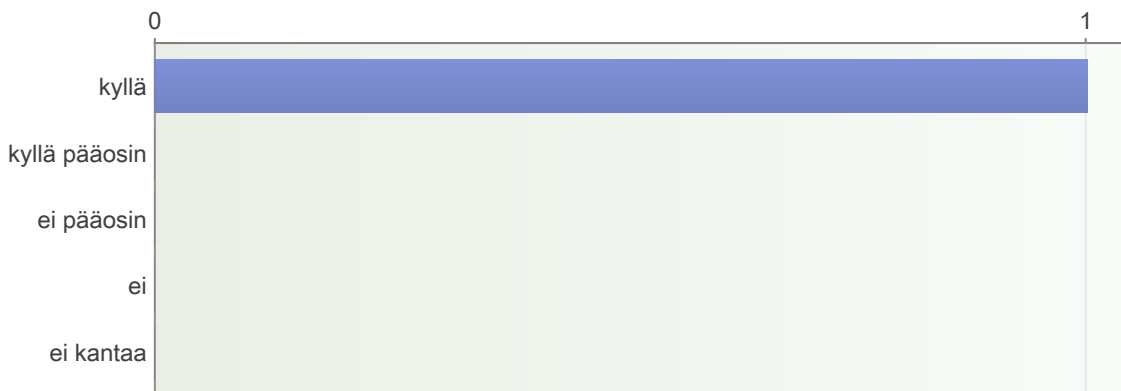 0 1
kyllä
kyllä pääosin
ei pääosin
ei
ei kantaa